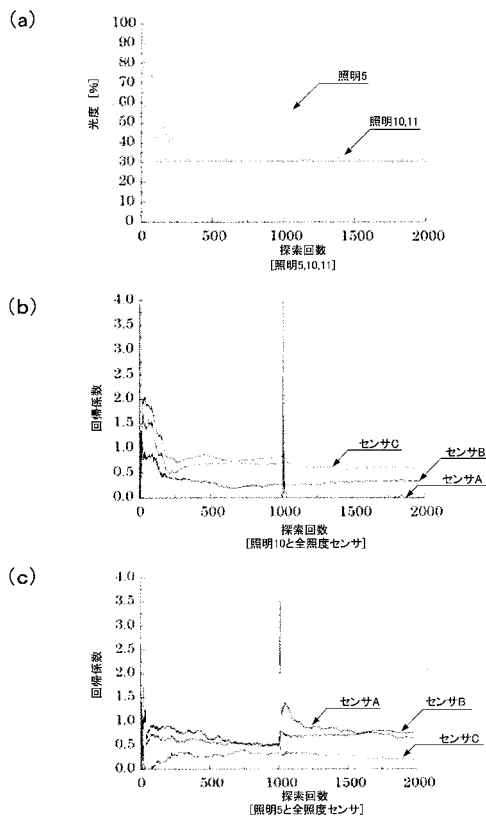 (a)
光度 [%]
100
90
80
70
60
50
40
30
20
10
0
照明5
照明10,11
0 500 1000 1500 2000
探索回数
[照明5,10,11]
(b)
回帰係数
4.0
3.5
3.0
2.5
2.0
1.5
1.0
0.5
0.0
センサC
センサB
センサA
0 500 1000 1500 2000
探索回数
[照明10と全照度センサ]
(c)
回帰係数
4.0
3.5
3.0
2.5
2.0
1.5
1.0
0.5
0.0
センサA
センサB
センサC
0 500 1000 1500 2000
探索回数
[照明5と全照度センサ]